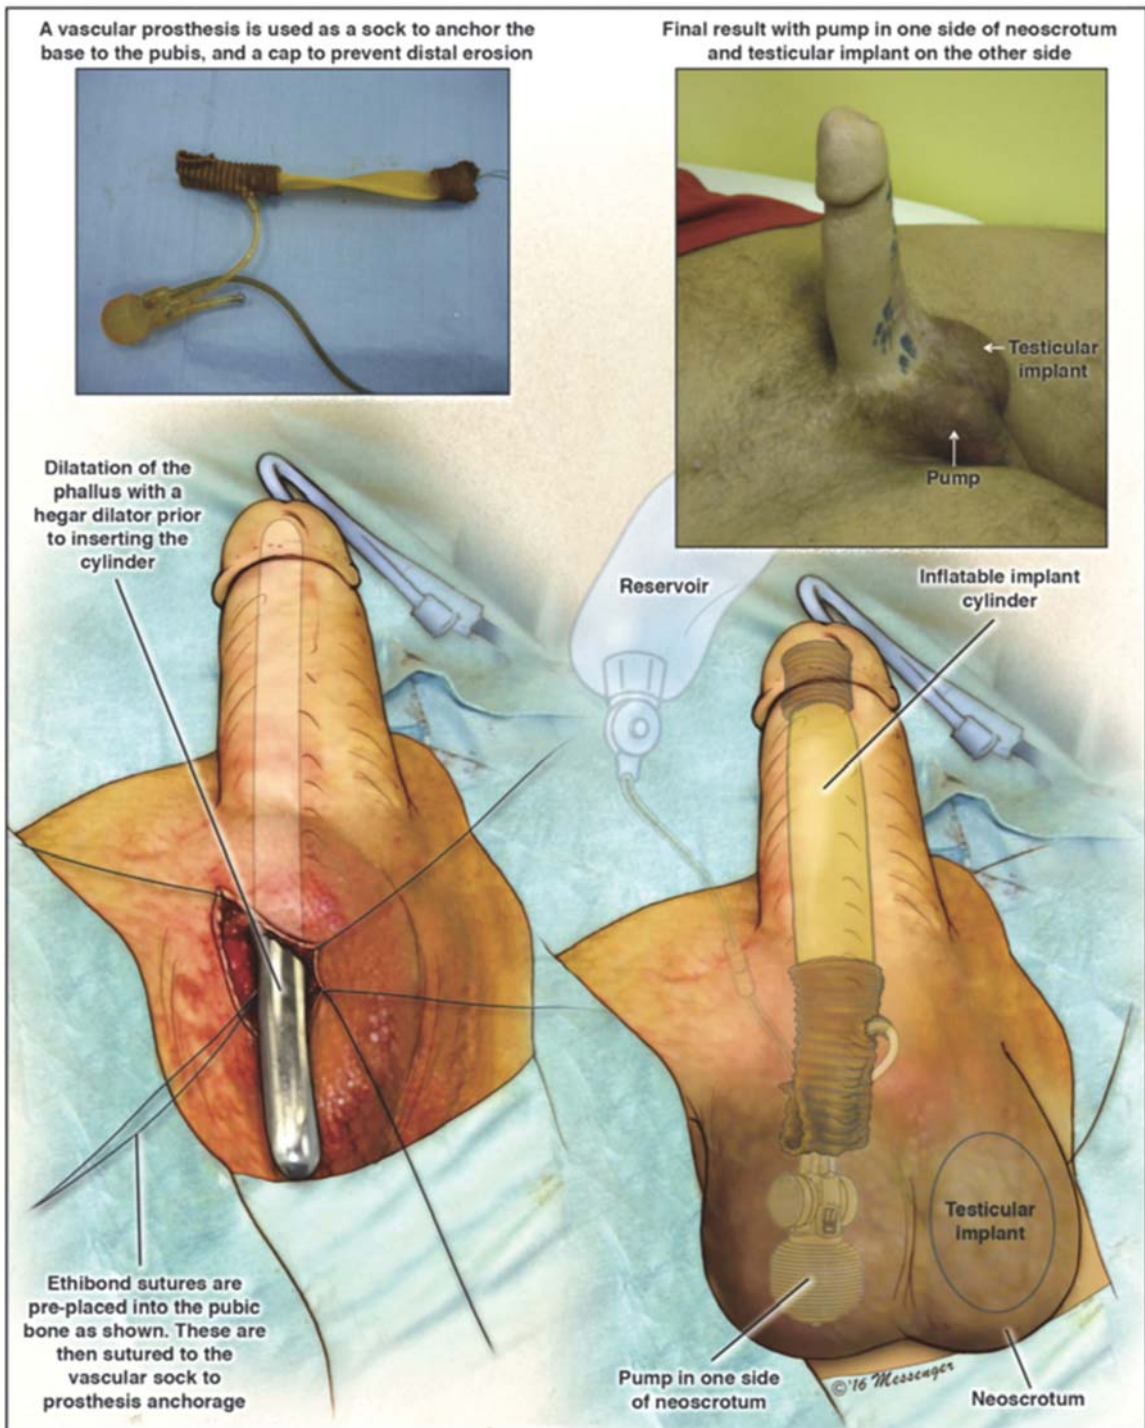 A vascular prosthesis is used as a sock to anchor the
base to the pubis, and a cap to prevent distal erosion
Final result with pump in one side of neoscrotum
and testicular implant on the other side
Testicular
implant
Pump
Dilatation of the
phallus with a
hegar dilator prior
to inserting the
cylinder
Reservoir
Inflatable implant
cylinder
Testicular
implant
Ethibond sutures are
pre-placed into the pubic
bone as shown. These are
then sutured to the
vascular sock to
prosthesis anchorage
Pump in one side
of neoscrotum
©'16 Messenger
Neoscrotum